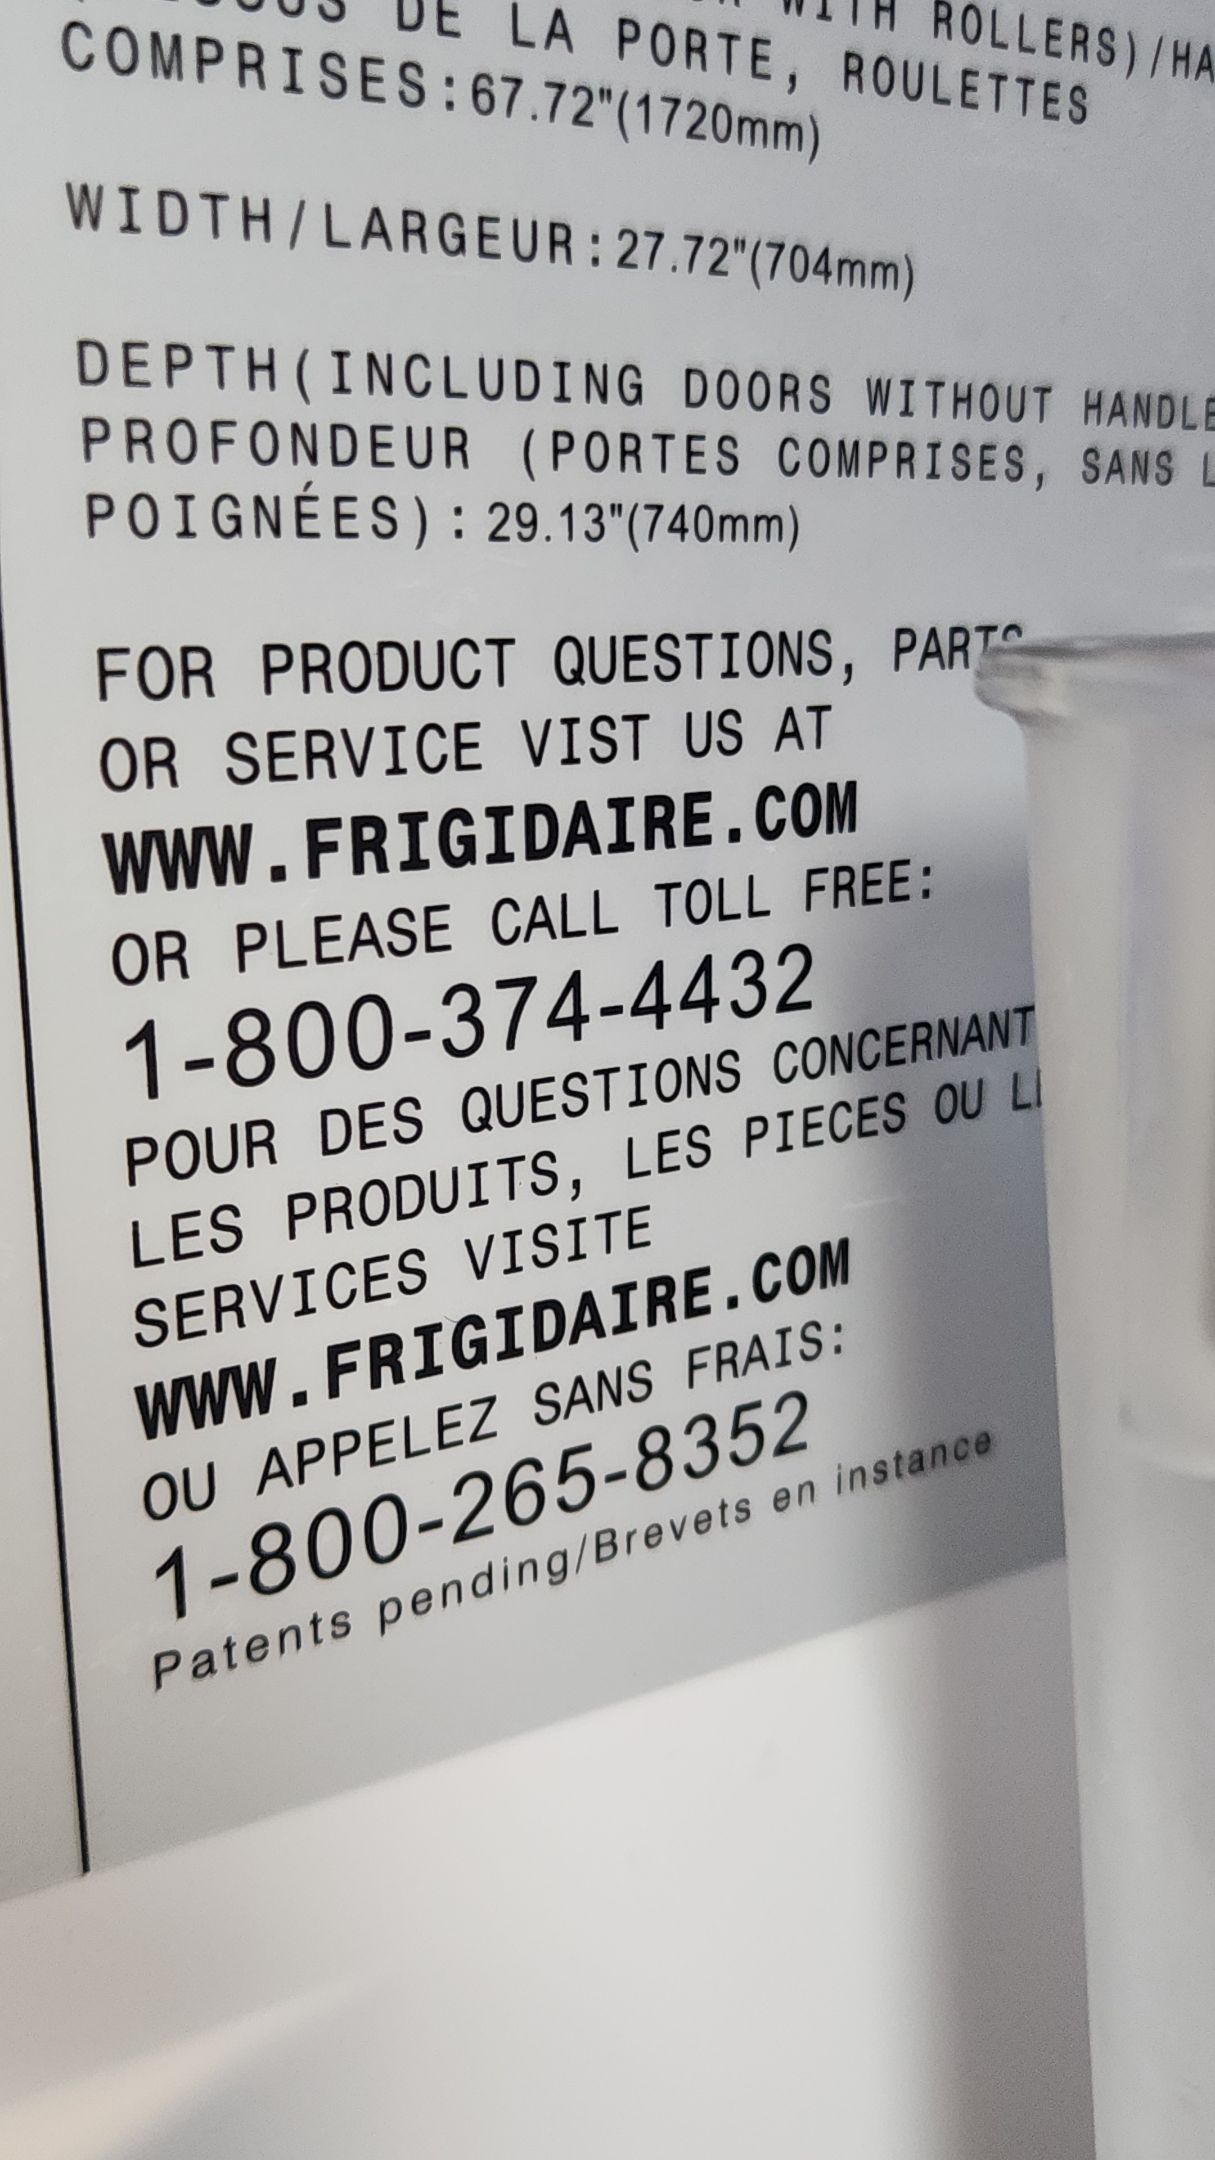 DE LA PORTE, ROULETTES
WITH ROLLERS)/
COMPRISES:67.72"(1720mm)
WIDTH/LARGEUR:27.72"(704mm)
DEPTH(INCLUDING DOORS WITHOUT
PROFONDEUR (PORTES COMPRISES, SANS
POIGNÉES):29.13"(740mm)
FOR PRODUCT QUESTIONS,
OR SERVICE VIST US AT
WWW.FRIGIDAIRE.COM
OR PLEASE CALL TOLL FREE:
1-800-374-4432
POUR DES QUESTIONS CONCERNANT
LES PRODUITS, LES PIECES OU
SERVICES VISITE
WWW.FRIGIDAIRE.COM
OU APPELEZ SANS FRAIS:
1-800-265-8352
Patents pending/Brevets en instance